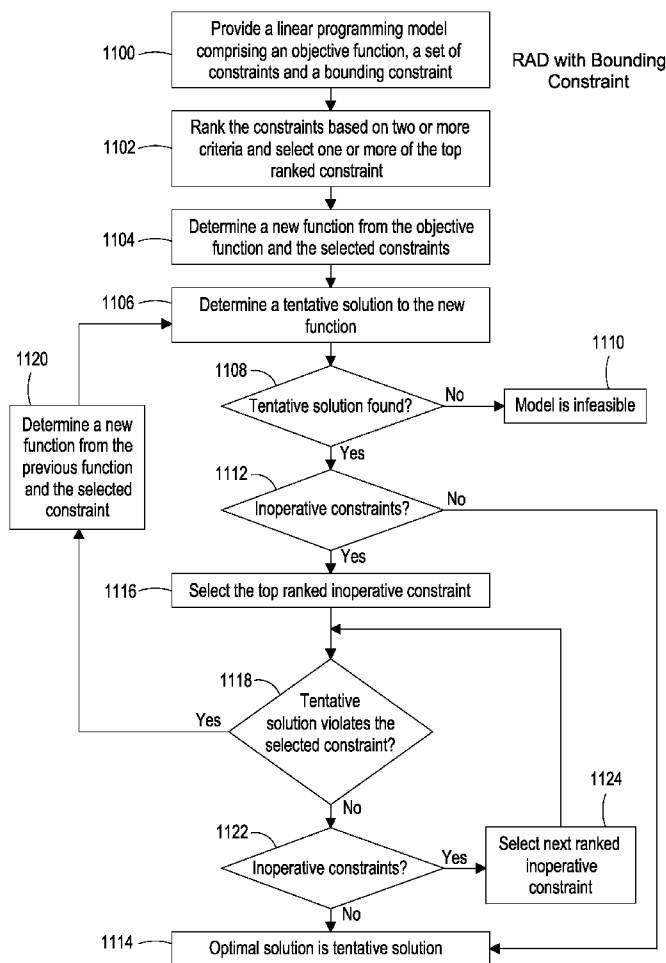 Provide a linear programming model
comprising an objective function, a set of
constraints and a bounding constraint
1100
RAD with Bounding
Constraint
Rank the constraints based on two or more
criteria and select one or more of the top
ranked constraint
1102
Determine a new function from the objective
function and the selected constraints
1104
1106
Determine a tentative solution to the new
function
1120
1108
1110
Determine a new
function from the
previous function
and the selected
constraint
Tentative solution found?
No
Model is infeasible
Yes
1112
Inoperative constraints?
No
Yes
1116
Select the top ranked inoperative constraint
1118
Yes
Tentative
solution violates the
selected constraint?
No
1124
1122
Inoperative constraints?
Yes
Select next ranked
inoperative
constraint
No
1114
Optimal solution is tentative solution